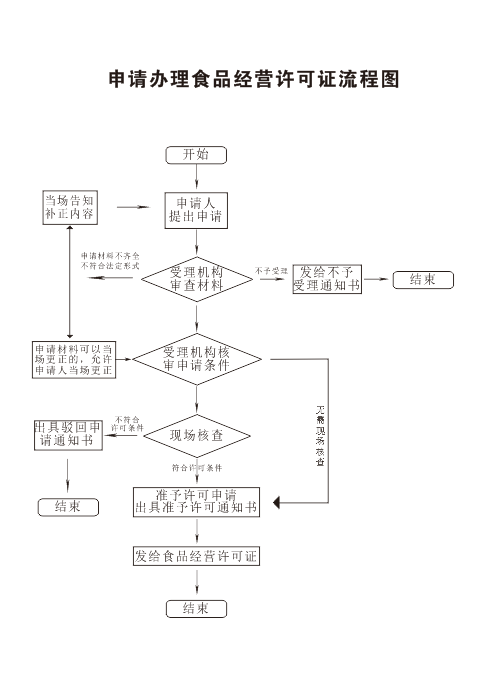 申请办理食品经营许可证流程图
开始
当场告知
补正内容
申请人
提出申请
申请材料不齐全
不符合法定形式
受理机构
审查材料
不予受理
发给不予
受理通知书
结束
申请材料可以当
场更正的，允许
申请人当场更正
受理机构核
审申请条件
无需现场核查
出具驳回申
请通知书
不符合
许可条件
现场核查
符合许可条件
结束
准予许可申请
出具准予许可通知书
发给食品经营许可证
结束